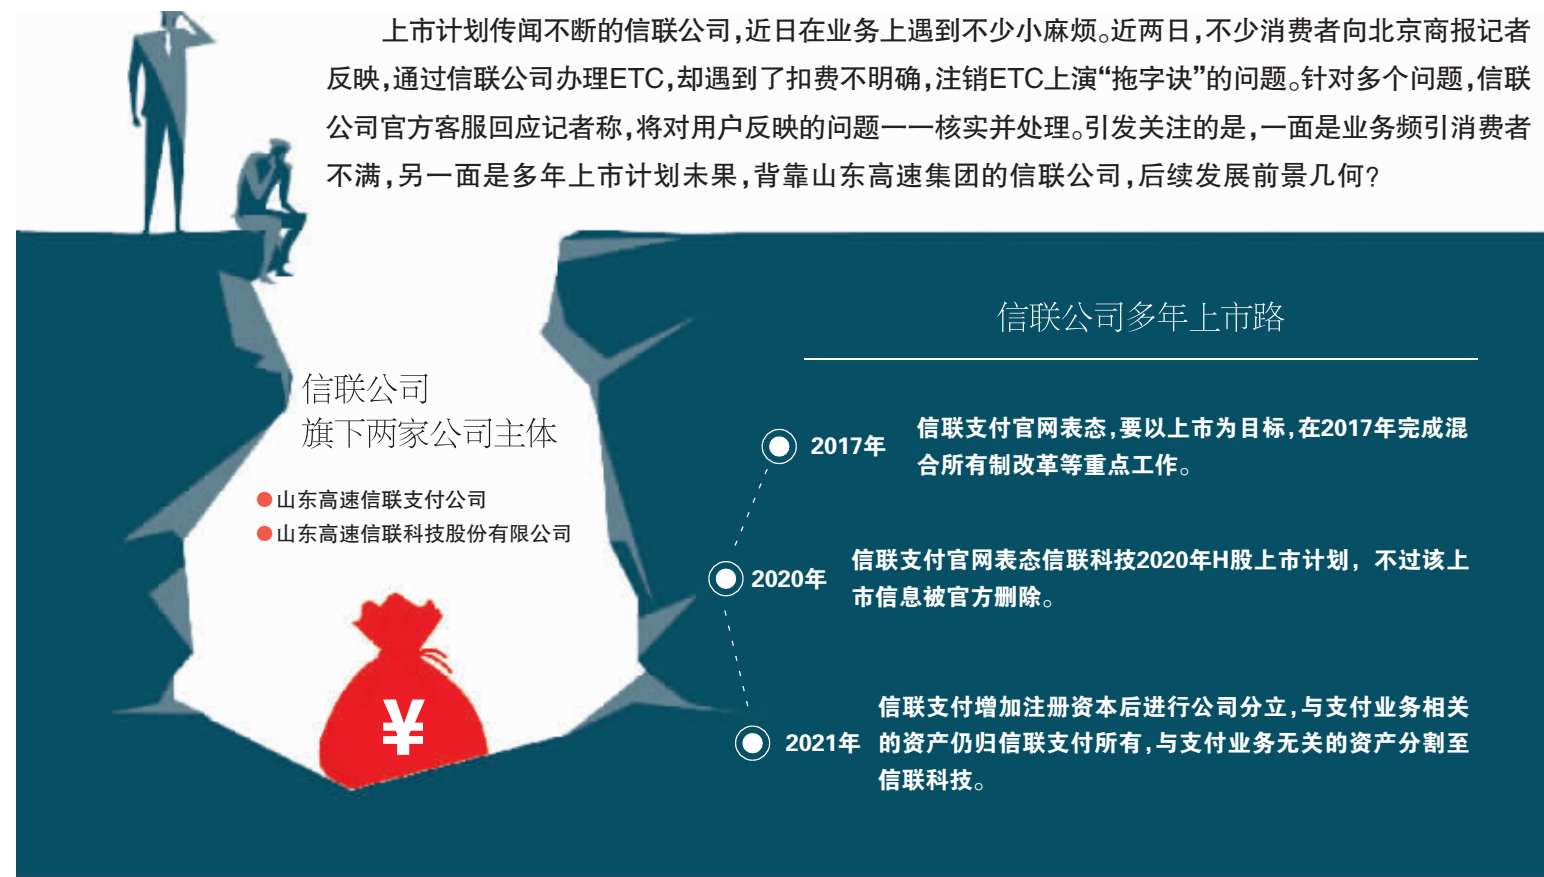 上市计划传闻不断的信联公司,近日在业务上遇到不少小麻烦。近两日,不少消费者向北京商报记者
反映,通过信联公司办理ETC,却遇到了扣费不明确,注销ETC上演“拖字诀”的问题。针对多个问题,信联
公司官方客服回应记者称,将对用户反映的问题一一核实并处理。引发关注的是,一面是业务频引消费者
不满,另一面是多年上市计划未果,背靠山东高速集团的信联公司,后续发展前景几何?
信联公司
旗下两家公司主体
●山东高速信联支付公司
●山东高速信联科技股份有限公司
¥
信联公司多年上市路
2017年
信联支付官网表态,要以上市为目标,在2017年完成混
合所有制改革等重点工作。
2020年
信联支付官网表态信联科技2020年H股上市计划，不过该上
市信息被官方删除。
2021年
信联支付增加注册资本后进行公司分立,与支付业务相关
的资产仍归信联支付所有,与支付业务无关的资产分割至
信联科技。